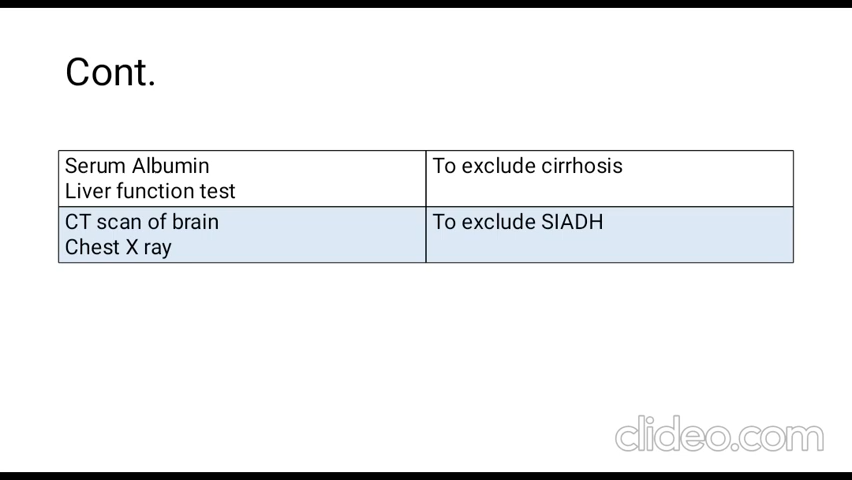 Cont.
Serum Albumin
Liver function test
To exclude cirrhosis
CT scan of brain
Chest X ray
To exclude SIADH
clideo.com